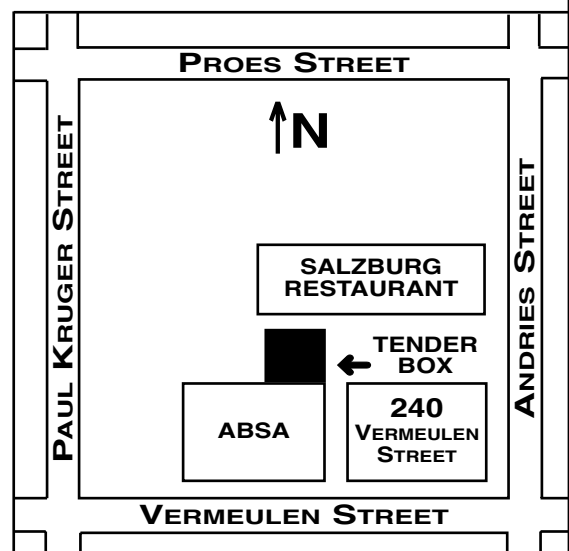 PROES STREET
N
PAUL KRUGER STREET
ANDRIES STREET
SALZBURG
RESTAURANT
TENDER
BOX
ABSA
240
VERMEULEN
STREET
VERMEULEN STREET